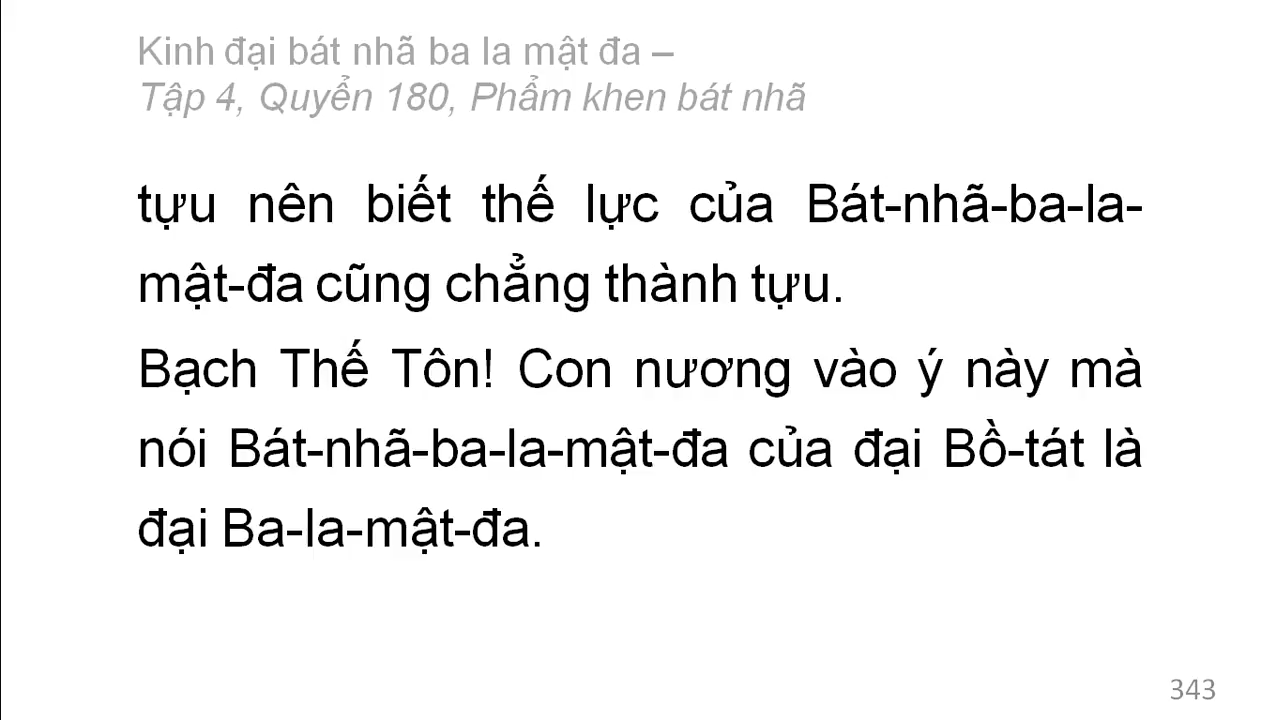 Kinh đại bát nhã ba la mật đa –
Tập 4, Quyển 180, Phẩm khen bát nhã
tựu nên biết thế lực của Bát-nhã-ba-la-
mật-đa cũng chẳng thành tựu.
Bạch Thế Tôn! Con nương vào ý này mà
nói Bát-nhã-ba-la-mật-đa của đại Bồ-tát là
đại Ba-la-mật-đa.
343